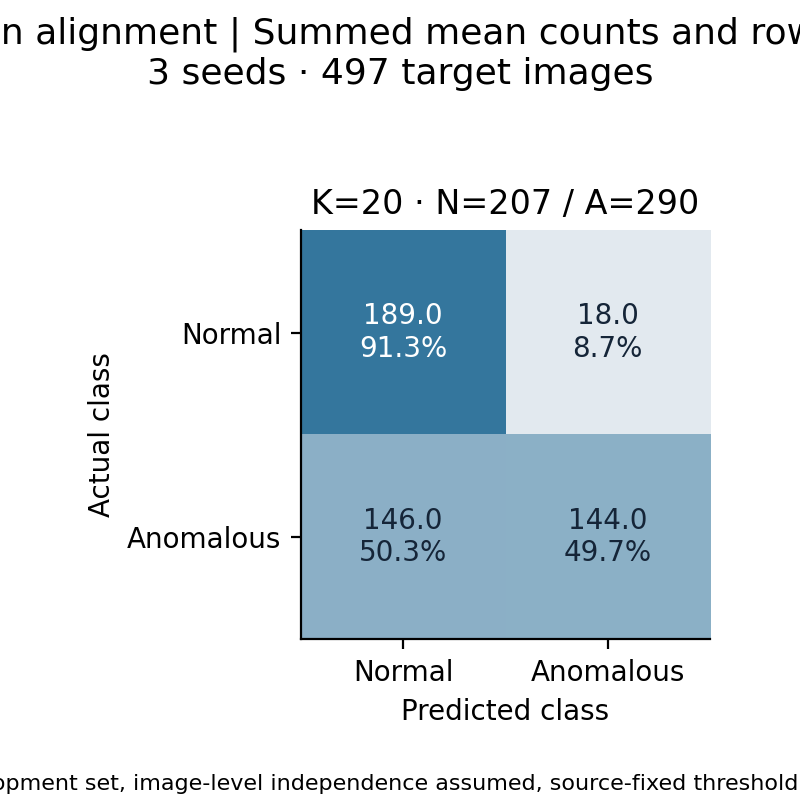 n alignment | Summed mean counts and row
3 seeds · 497 target images
K=20 · N=207 / A=290
189.0
91.3%
18.0
8.7%
Normal
146.0
50.3%
144.0
49.7%
Anomalous
Actual class
Normal
Anomalous
Predicted class
opment set, image-level independence assumed, source-fixed threshold